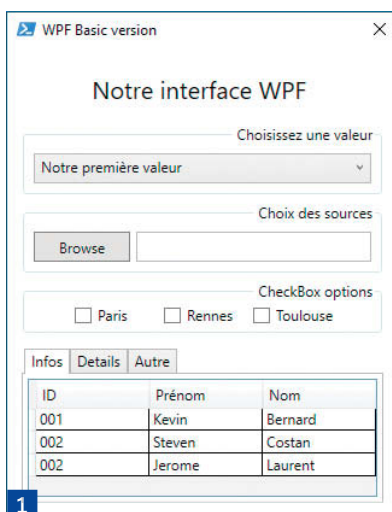 WPF Basic version
Notre interface WPF
Choisissez une valeur
Notre première valeur
Choix des sources
Browse
CheckBox options
Paris Rennes Toulouse
Infos Details Autre
ID Prénom Nom
001 Kevin Bernard
002 Steven Costan
002 Jerome Laurent
1